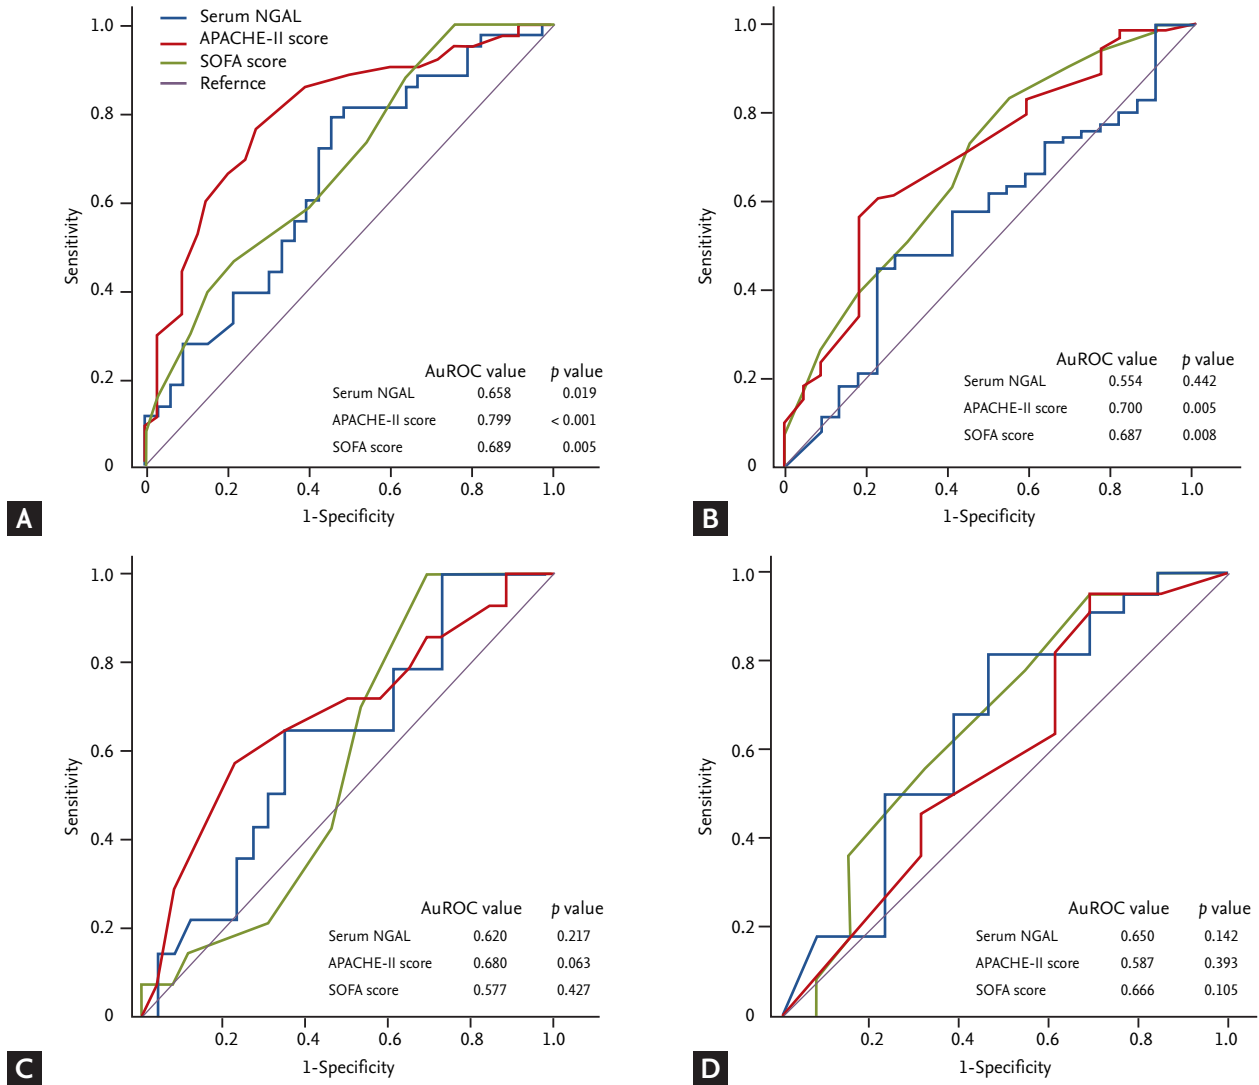 Serum NGAL
APACHE-II score
SOFA score
Refernce
1.0
0.8
0.6
0.4
0.2
0
Sensitivity
AuROC value p value
Serum NGAL 0.658 0.019
APACHE-II score 0.799 < 0.001
SOFA score 0.689 0.005
0 0.2 0.4 0.6 0.8 1.0
1-Specificity
A
1.0
0.8
0.6
0.4
0.2
0
Sensitivity
AuROC value p value
Serum NGAL 0.554 0.442
APACHE-II score 0.700 0.005
SOFA score 0.687 0.008
0 0.2 0.4 0.6 0.8 1.0
1-Specificity
B
1.0
0.8
0.6
0.4
0.2
0
Sensitivity
AuROC value p value
Serum NGAL 0.620 0.217
APACHE-II score 0.680 0.063
SOFA score 0.577 0.427
0.2 0.4 0.6 0.8 1.0
1-Specificity
C
1.0
0.8
0.6
0.4
0.2
0
Sensitivity
AuROC value p value
Serum NGAL 0.650 0.142
APACHE-II score 0.587 0.393
SOFA score 0.666 0.105
0.2 0.4 0.6 0.8 1.0
1-Specificity
D